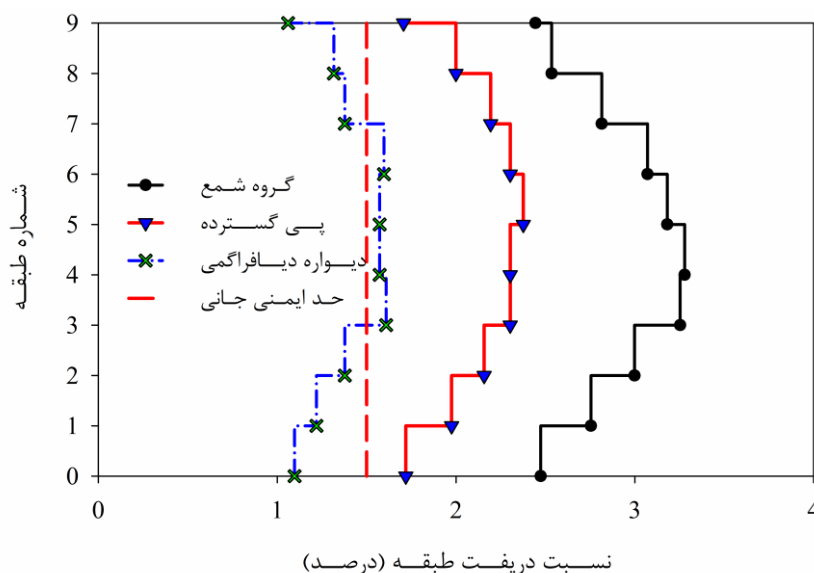 9
8
7
6
5
4
3
2
1
0
شماره طبقه
گروه شمع
پی گسترده
دیواره دیافراگمی
حد ایمنی جانی
0 1 2 3 4
نسبت دریفت طبقه (درصد)